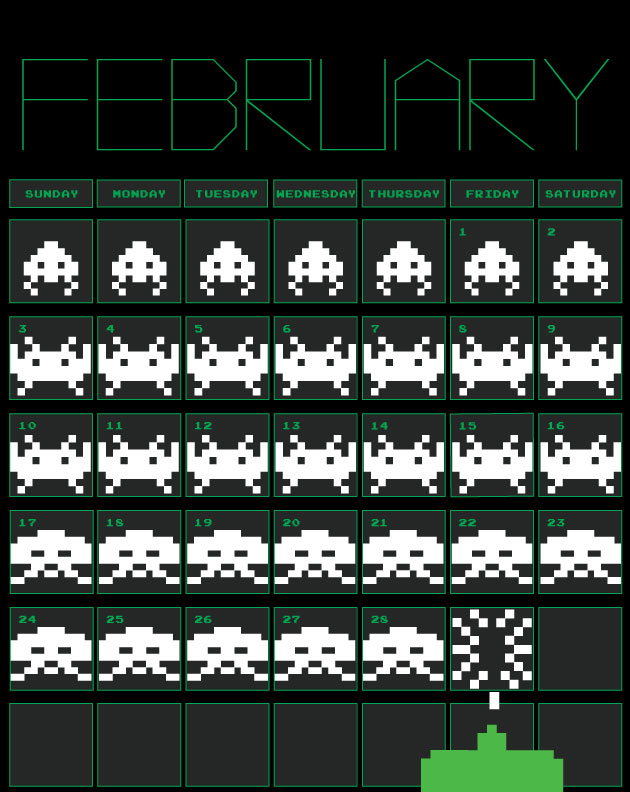 FEBRUARY
SUNDAY MONDAY TUESDAY WEDNESDAY THURSDAY FRIDAY SATURDAY
1 2
3 4 5 6 7 8 9
10 11 12 13 14 15 16
17 18 19 20 21 22 23
24 25 26 27 28